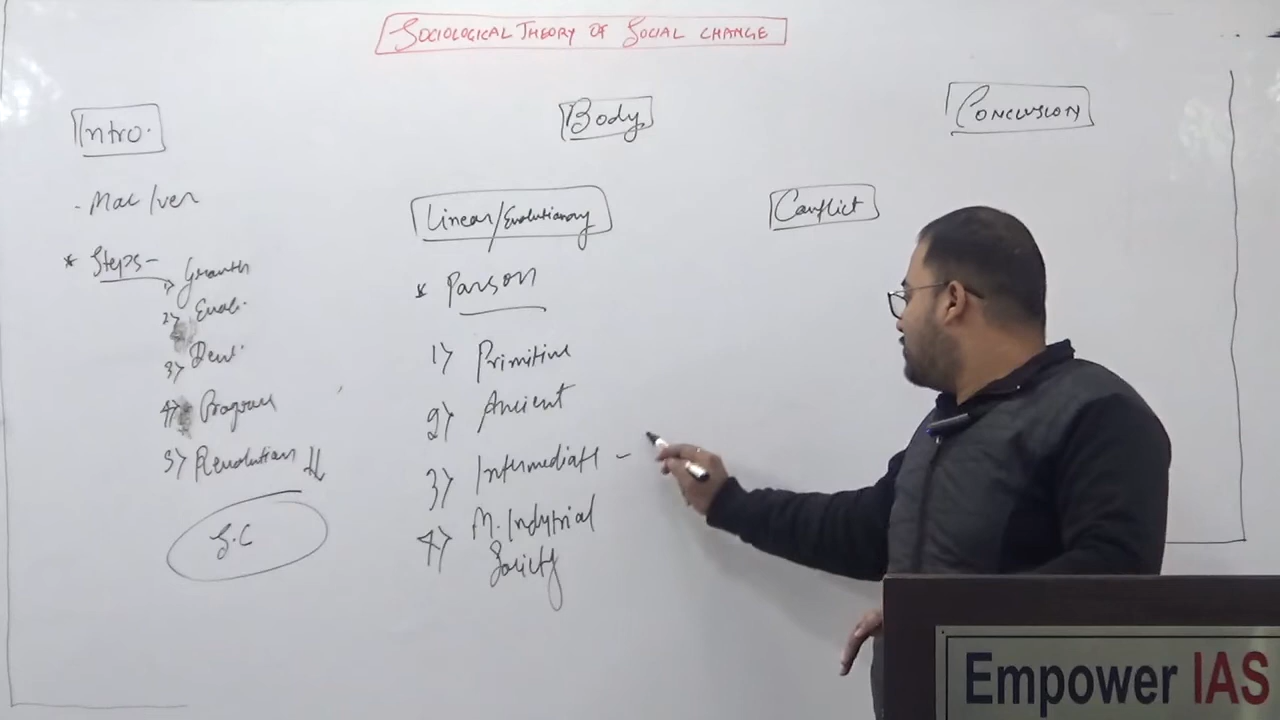 SOCIOLOGICAL THEORY OF SOCIAL CHANGE
Intro.
- Mac Iver
* Steps -
1) Growth
2) Evol.
3) Devt.
4) Progress
5) Revolution
S.C
Body
Linear/Evolutionary
* Parson
1) Primitive
2) Ancient
3) Intermediate -
4) M. Industrial
Society
Conflict
CONCLUSION
Empower IAS